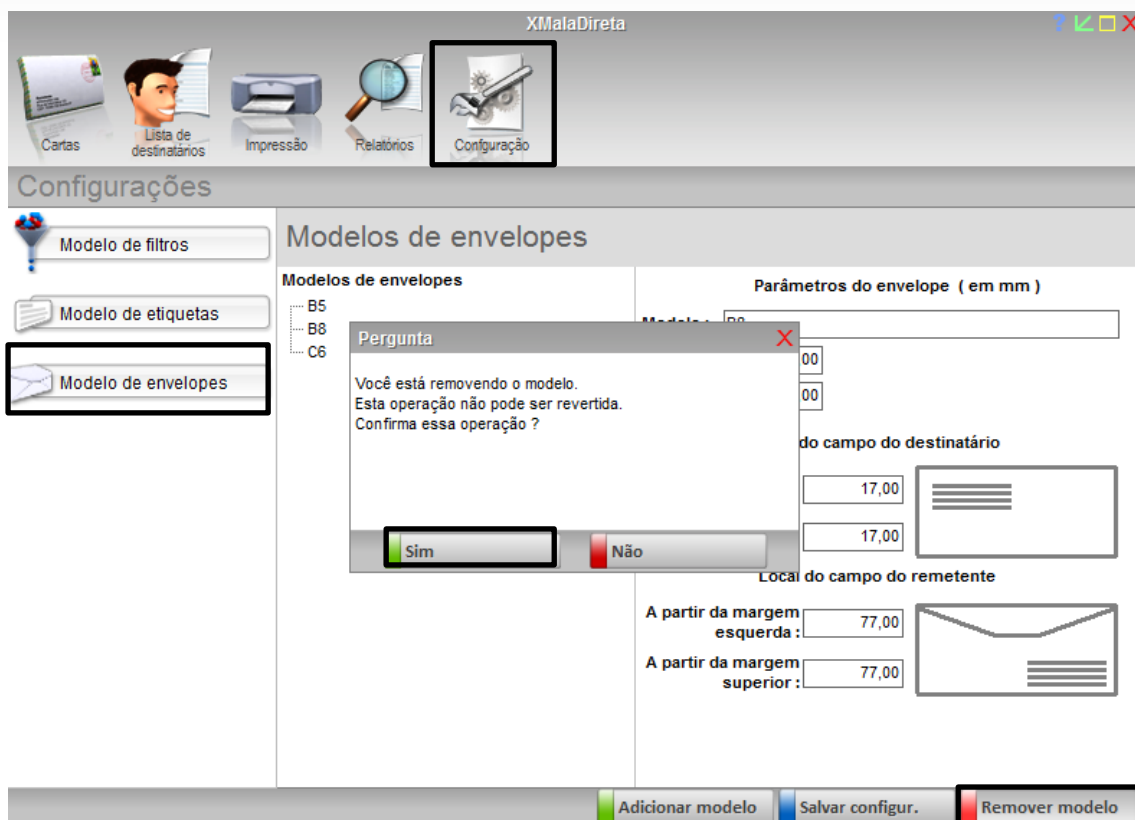 XMalaDireta
Cartas
Lista de
destinatários
Impressão
Relatórios
Configuração
Configurações
Modelo de filtros
Modelo de etiquetas
Modelo de envelopes
Modelos de envelopes
Modelos de envelopes
B5
B8
C6
Parâmetros do envelope ( em mm )
Modelo : B8
00
00
Pergunta
Você está removendo o modelo.
Esta operação não pode ser revertida.
Confirma essa operação ?
Sim
Não
do campo do destinatário
17,00
17,00
Local do campo do remetente
A partir da margem
esquerda : 77,00
A partir da margem
superior : 77,00
Adicionar modelo
Salvar configur.
Remover modelo